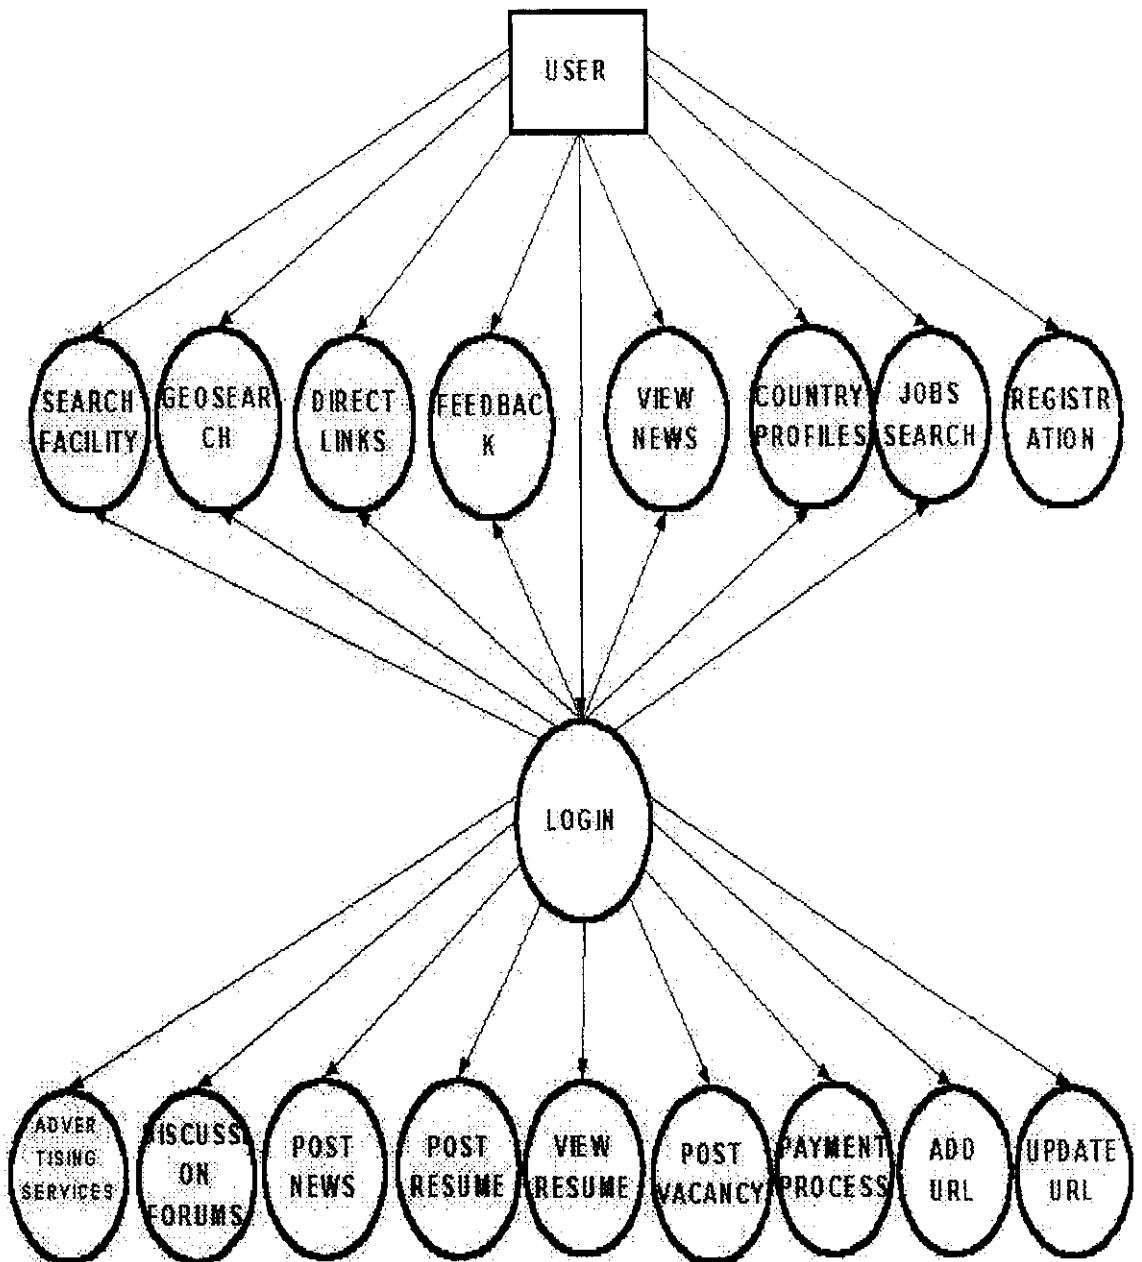 USER
SEARCH
FACILITY
GEOSEAR
CH
DIRECT
LINKS
FEEDBAC
K
VIEW
NEWS
COUNTRY
PROFILES
JOBS
SEARCH
REGISTR
ATION
LOGIN
ADVER
TISING
SERVICES
DISCUSSI
ON
FORUMS
POST
NEWS
POST
RESUME
VIEW
RESUME
POST
VACANCY
PAYMENT
PROCESS
ADD
URL
UPDATE
URL